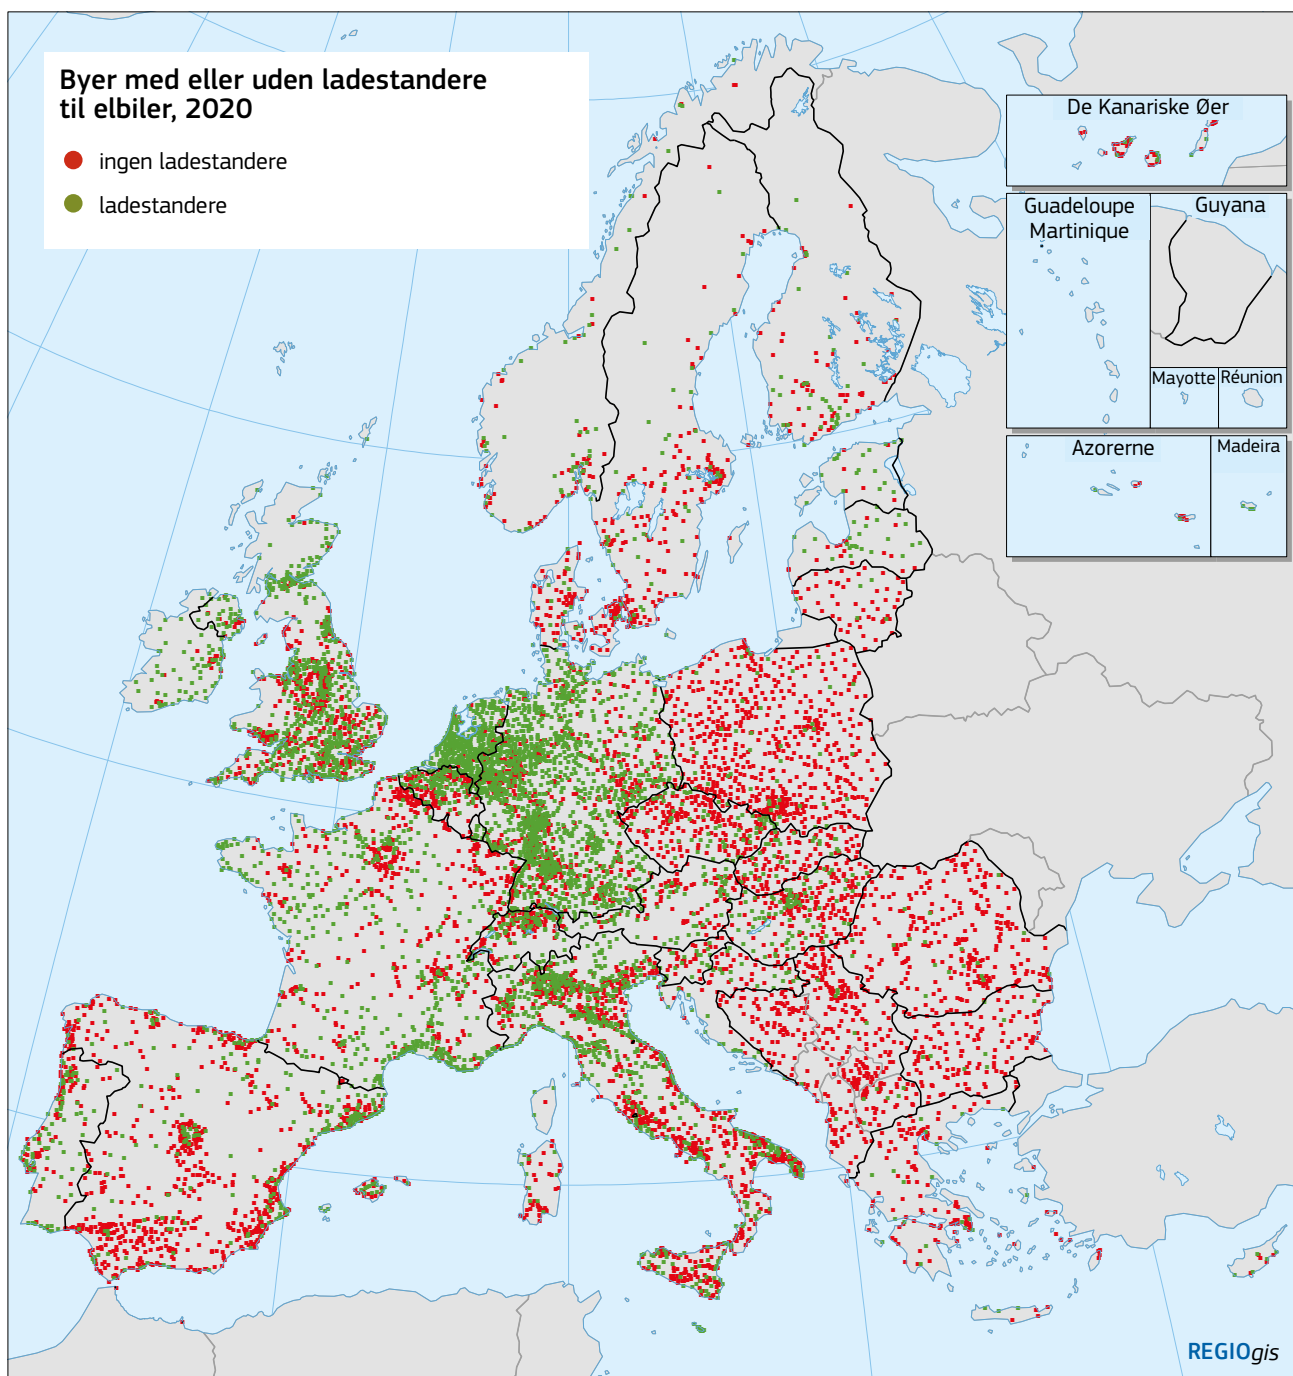 Byer med eller uden ladestandere
til elbiler, 2020
ingen ladestandere
ladestandere
De Kanariske Øer
Guadeloupe
Martinique
Guyana
Mayotte
Réunion
Azorerne
Madeira
REGIOgis